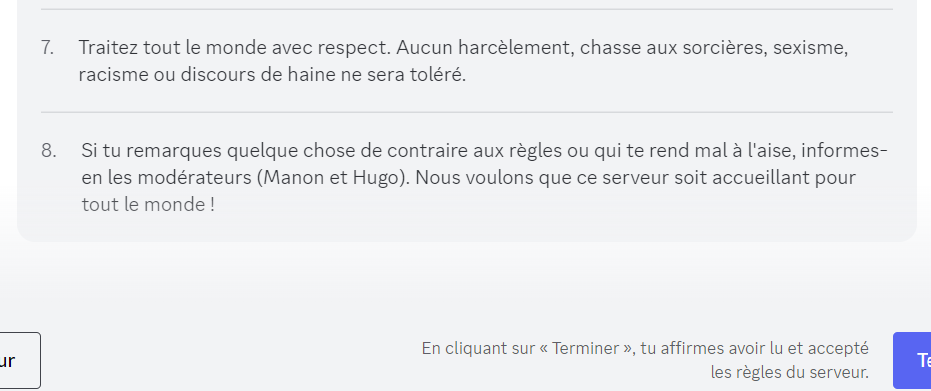 7. Traitez tout le monde avec respect. Aucun harcèlement, chasse aux sorcières, sexisme,
racisme ou discours de haine ne sera toléré.
8. Si tu remarques quelque chose de contraire aux règles ou qui te rend mal à l'aise, informes-
en les modérateurs (Manon et Hugo). Nous voulons que ce serveur soit accueillant pour
tout le monde !
En cliquant sur « Terminer », tu affirmes avoir lu et accepté
les règles du serveur.